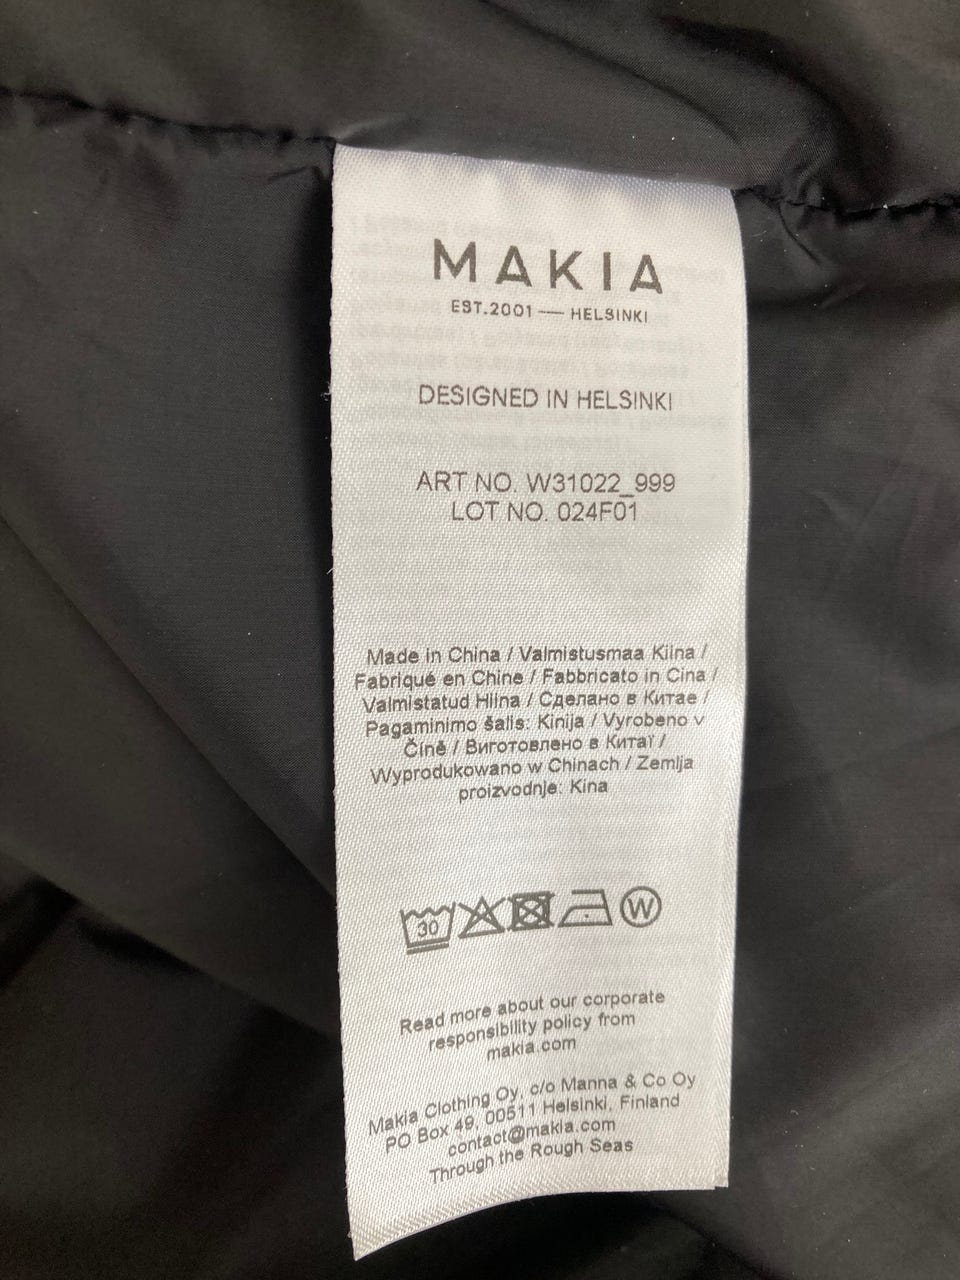 MAKIA
EST.2001 — HELSINKI
DESIGNED IN HELSINKI
ART NO. W31022_999
LOT NO. 024F01
Made in China / Valmistusmaa Kiina /
Fabriqué en Chine / Fabbricato in Cina /
Valmistatud Hiina / Сделано в Китае /
Pagaminimo šalis: Kinija / Vyrobeno v
Číně / Виготовлено в Китаї /
Wyprodukowano w Chinach / Zemlja
proizvodnje: Kina
30
W
Read more about our corporate
responsibility policy from
makia.com
Makia Clothing Oy, c/o Manna & Co Oy
PO Box 49, 00511 Helsinki, Finland
contact@makia.com
Through the Rough Seas